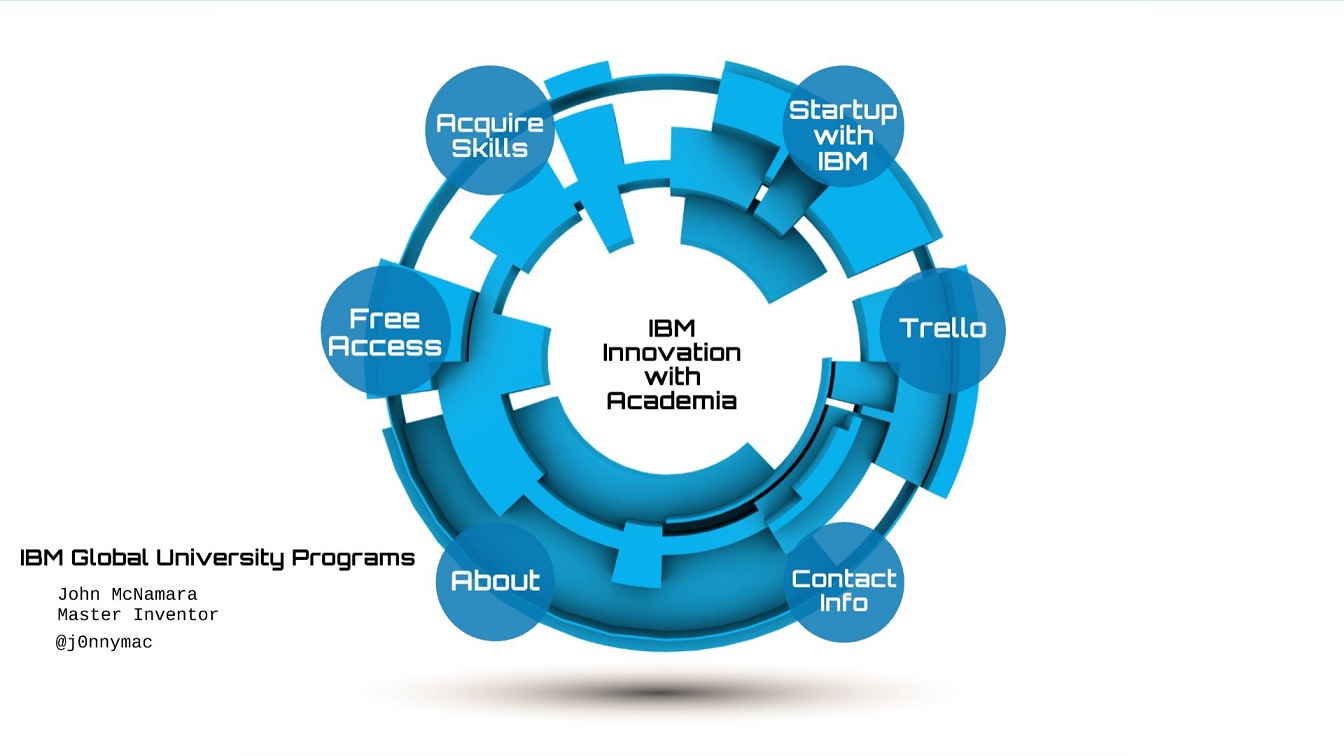 Acquire
Skills
Startup
with
IBM
Free
Access
Trello
IBM
Innovation
with
Academia
IBM Global University Programs
John McNamara
Master Inventor
@j0nnymac
About
Contact
Info